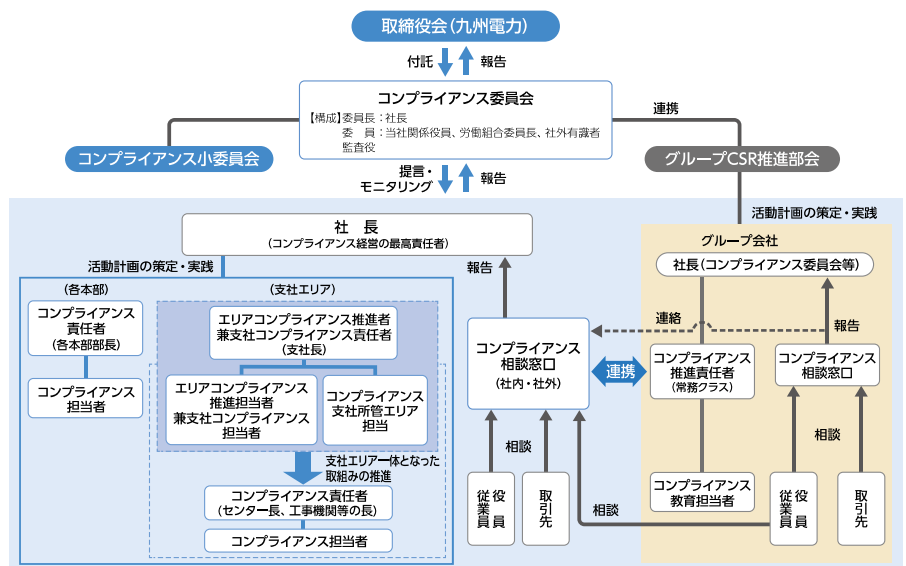 取締役会（九州電力）
付託
報告
コンプライアンス委員会
【構成】委員長：社長
委　員：当社関係役員、労働組合委員長、社外有識者
監査役
連携
コンプライアンス小委員会
グループCSR推進部会
提言・
モニタリング
報告
社　長
（コンプライアンス経営の最高責任者）
活動計画の策定・実践
（各本部）
コンプライアンス
責任者
（各本部部長）
コンプライアンス
担当者
（支社エリア）
エリアコンプライアンス推進者
兼支社コンプライアンス責任者
（支社長）
エリアコンプライアンス
推進担当者
兼支社コンプライアンス
担当者
コンプライアンス
支社所管エリア
担当
支社エリア一体となった
取組みの推進
コンプライアンス責任者
（センター長、工事機関等の長）
コンプライアンス担当者
報告
コンプライアンス
相談窓口
（社内・社外）
連携
相談
役員
従業員
取引先
相談
活動計画の策定・実践
グループ会社
社長（コンプライアンス委員会等）
連絡
報告
コンプライアンス
推進責任者
（常務クラス）
コンプライアンス
相談窓口
相談
コンプライアンス
教育担当者
役員
従業員
取引先